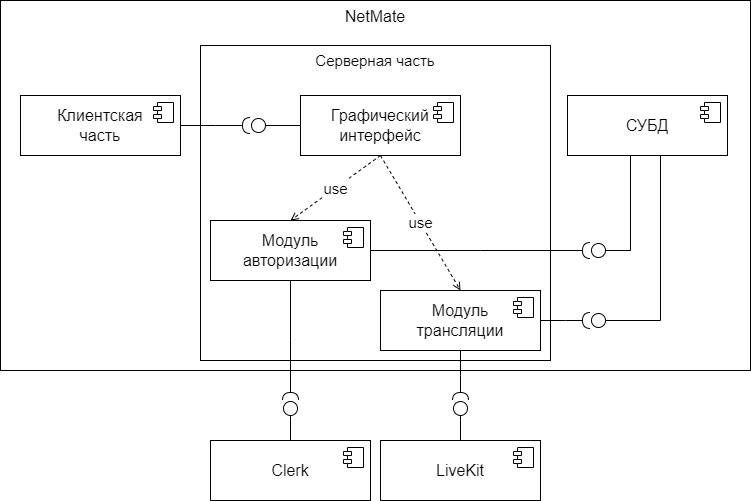 NetMate
Серверная часть
Клиентская
часть
Графический
интерфейс
СУБД
use
use
Модуль
авторизации
Модуль
трансляции
Clerk
LiveKit